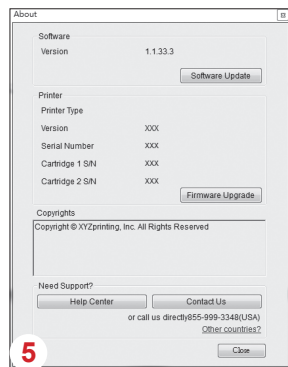 About
Software
Version 1.1.33.3
Software Update
Printer
Printer Type
Version XXX
Serial Number XXX
Cartridge 1 S/N XXX
Cartridge 2 S/N XXX
Firmware Upgrade
Copyrights
Copyright © XYZprinting, Inc. All Rights Reserved
Need Support?
Help Center Contact Us
or call us directly855-999-3348(USA)
Other countries?
5 Close